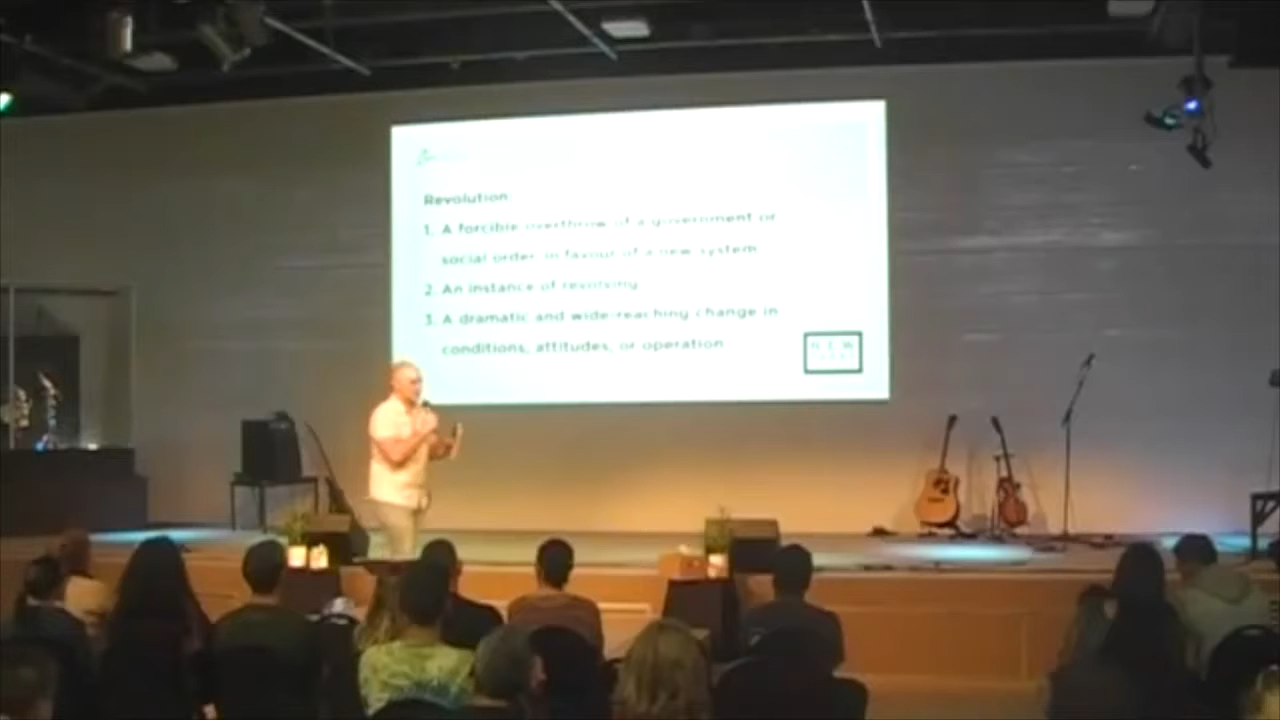 Revolution
1. A forcible overthrow of a government or
social order, in favour of a new system.
2. An instance of revolving.
3. A dramatic and wide-reaching change in
conditions, attitudes, or operation
NEW